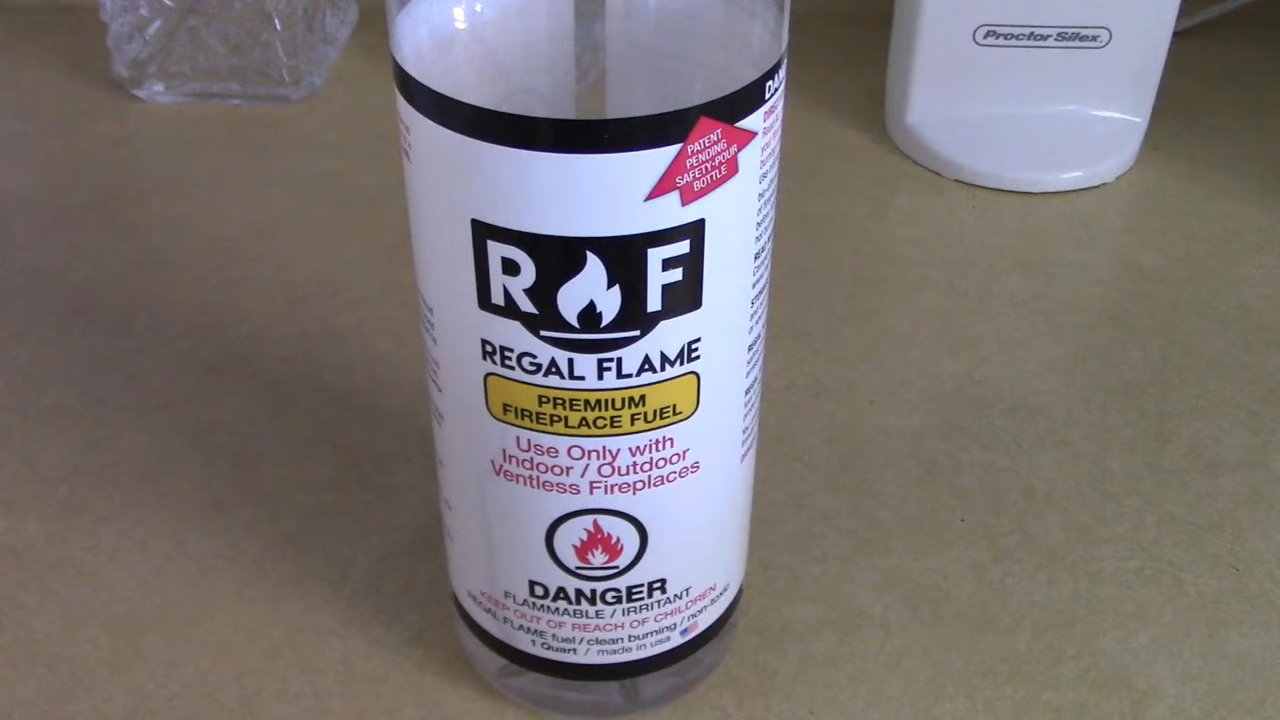 Proctor Silex
PATENT
PENDING
SAFETY-POUR
BOTTLE
R F
REGAL FLAME
PREMIUM
FIREPLACE FUEL
Use Only with
Indoor / Outdoor
Ventless Fireplaces
DANGER
FLAMMABLE / IRRITANT
KEEP OUT OF REACH OF CHILDREN
REGAL FLAME fuel / clean burning / non-toxic
1 Quart / made in usa